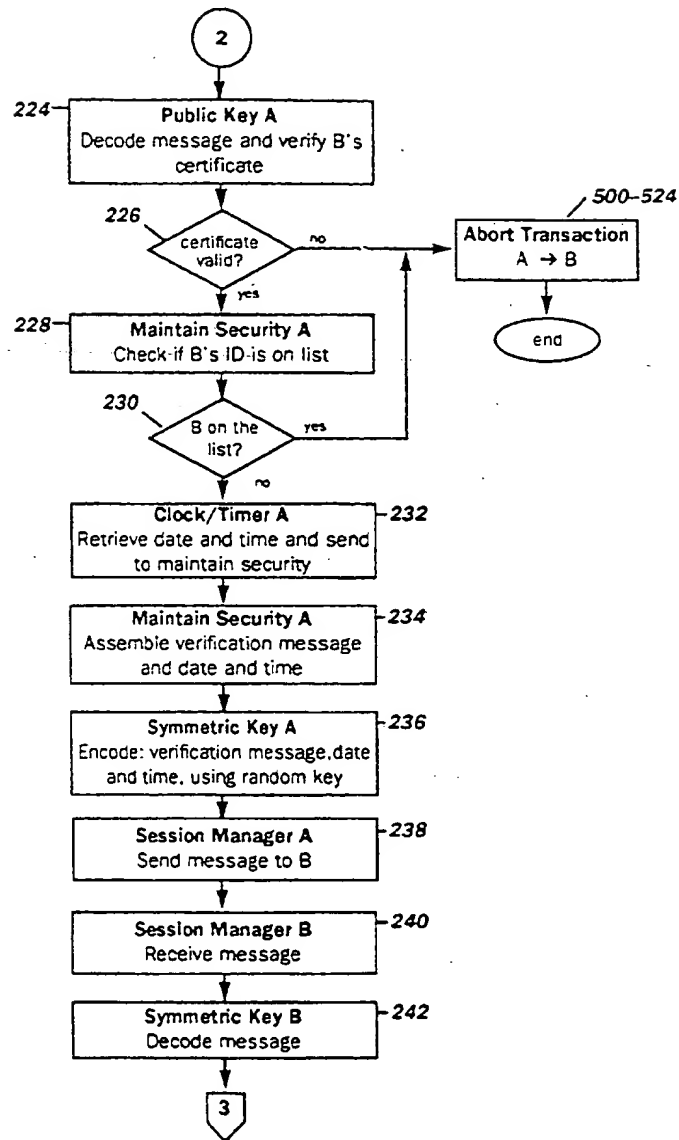 2
224
Public Key A
Decode message and verify B's
certificate
226
certificate
valid?
no
yes
500-524
Abort Transaction
A → B
end
228
Maintain Security A
Check-if B's ID-is on list
230
B on the
list?
yes
no
Clock/Timer A
Retrieve date and time and send
to maintain security
232
Maintain Security A
Assemble verification message
and date and time
234
Symmetric Key A
Encode: verification message,date
and time, using random key
236
Session Manager A
Send message to B
238
Session Manager B
Receive message
240
Symmetric Key B
Decode message
242
3